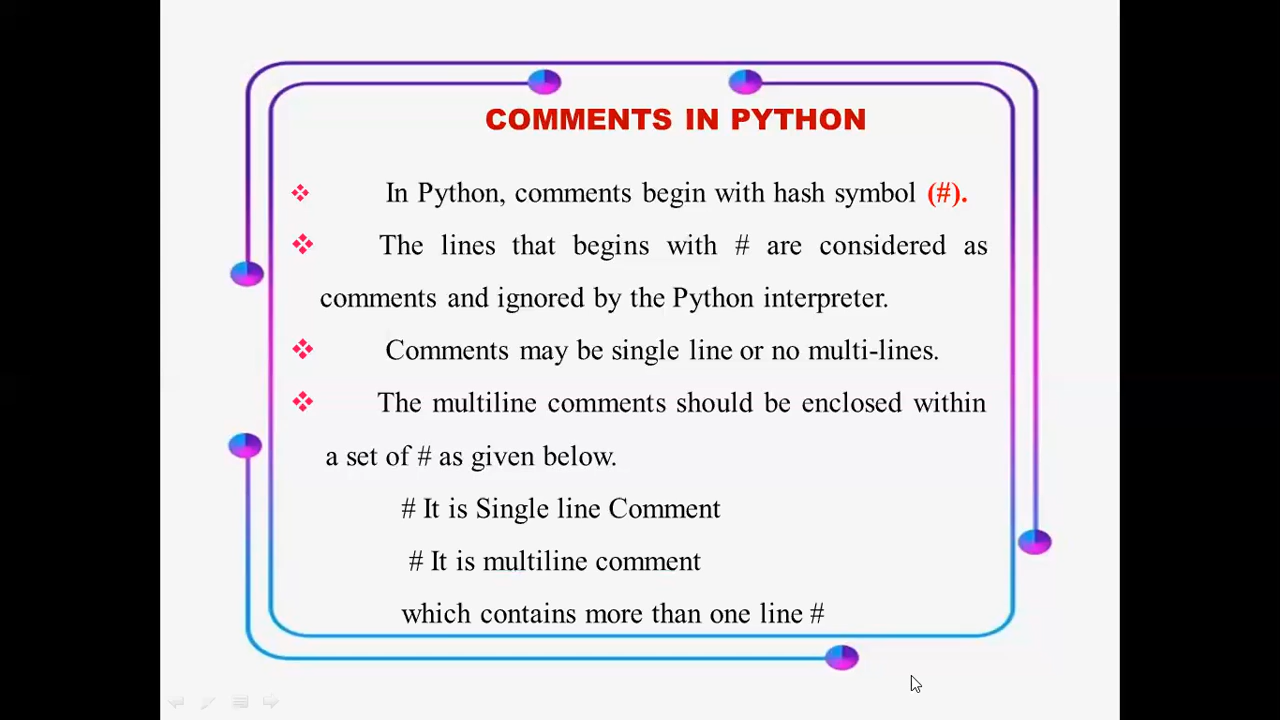 COMMENTS IN PYTHON
In Python, comments begin with hash symbol (#).
The lines that begins with # are considered as
comments and ignored by the Python interpreter.
Comments may be single line or no multi-lines.
The multiline comments should be enclosed within
a set of # as given below.
# It is Single line Comment
# It is multiline comment
which contains more than one line #